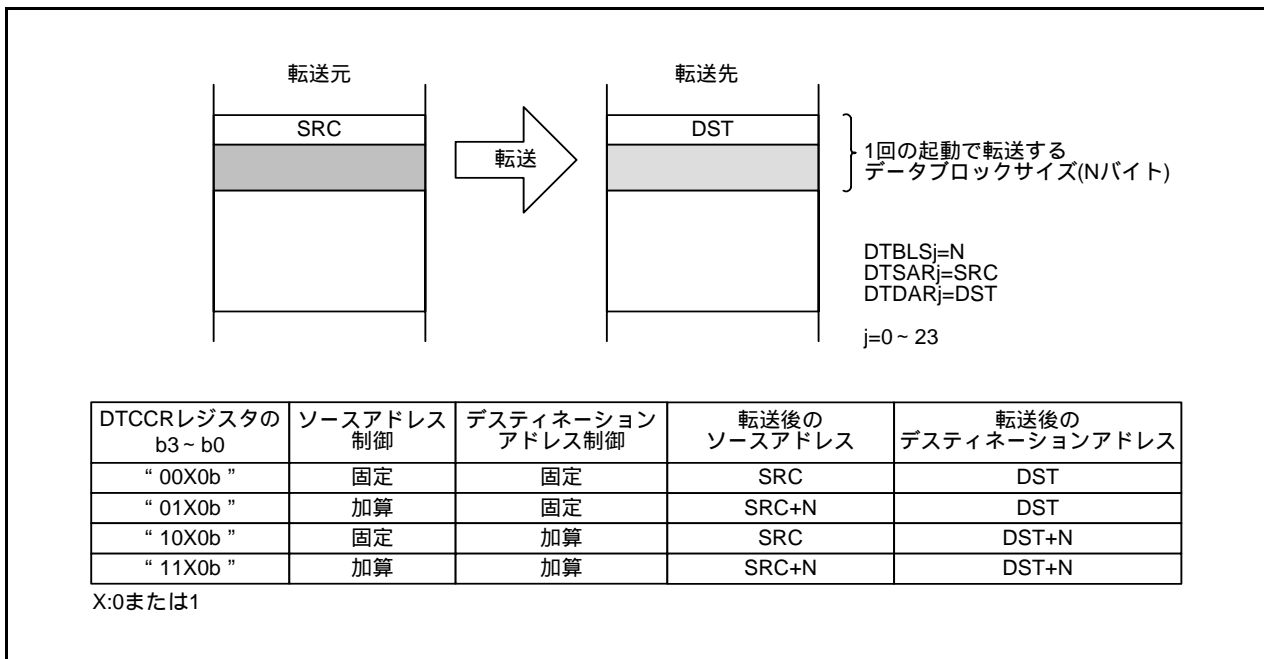 転送元
転送先
SRC
DST
転送
1回の起動で転送する
データブロックサイズ(Nバイト)
DTBLSj=N
DTSARj=SRC
DTDARj=DST
j=0 ~ 23
DTCCRレジスタの b3 ~ b0 ソースアドレス 制御 デスティネーション アドレス制御 転送後の ソースアドレス 転送後の デスティネーションアドレス
“ 00X0b ” 固定 固定 SRC DST
“ 01X0b ” 加算 固定 SRC+N DST
“ 10X0b ” 固定 加算 SRC DST+N
“ 11X0b ” 加算 加算 SRC+N DST+N
X:0または1